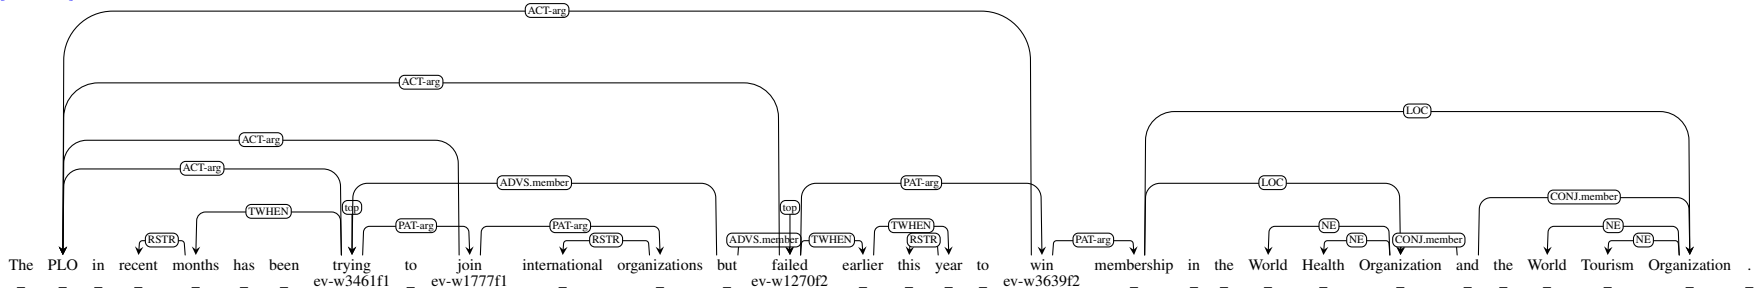 ACT-arg
ACT-arg
LOC
ACT-arg
ACT-arg
ADVS.member PAT-arg LOC
CONJ.member
TWHEN top top
PAT-arg PAT-arg TWHEN NE NE
RSTR RSTR ADVS.member TWHEN RSTR PAT-arg NE CONJ.member NE
The PLO in recent months has been trying to join international organizations but failed earlier this year to win membership in the World Health Organization and the World Tourism Organization .
_ _ _ _ _ _ _ ev-w3461f1 _ ev-w1777f1 _ _ _ ev-w1270f2 _ _ _ _ ev-w3639f2 _ _ _ _ _ _ _ _ _ _ _ _